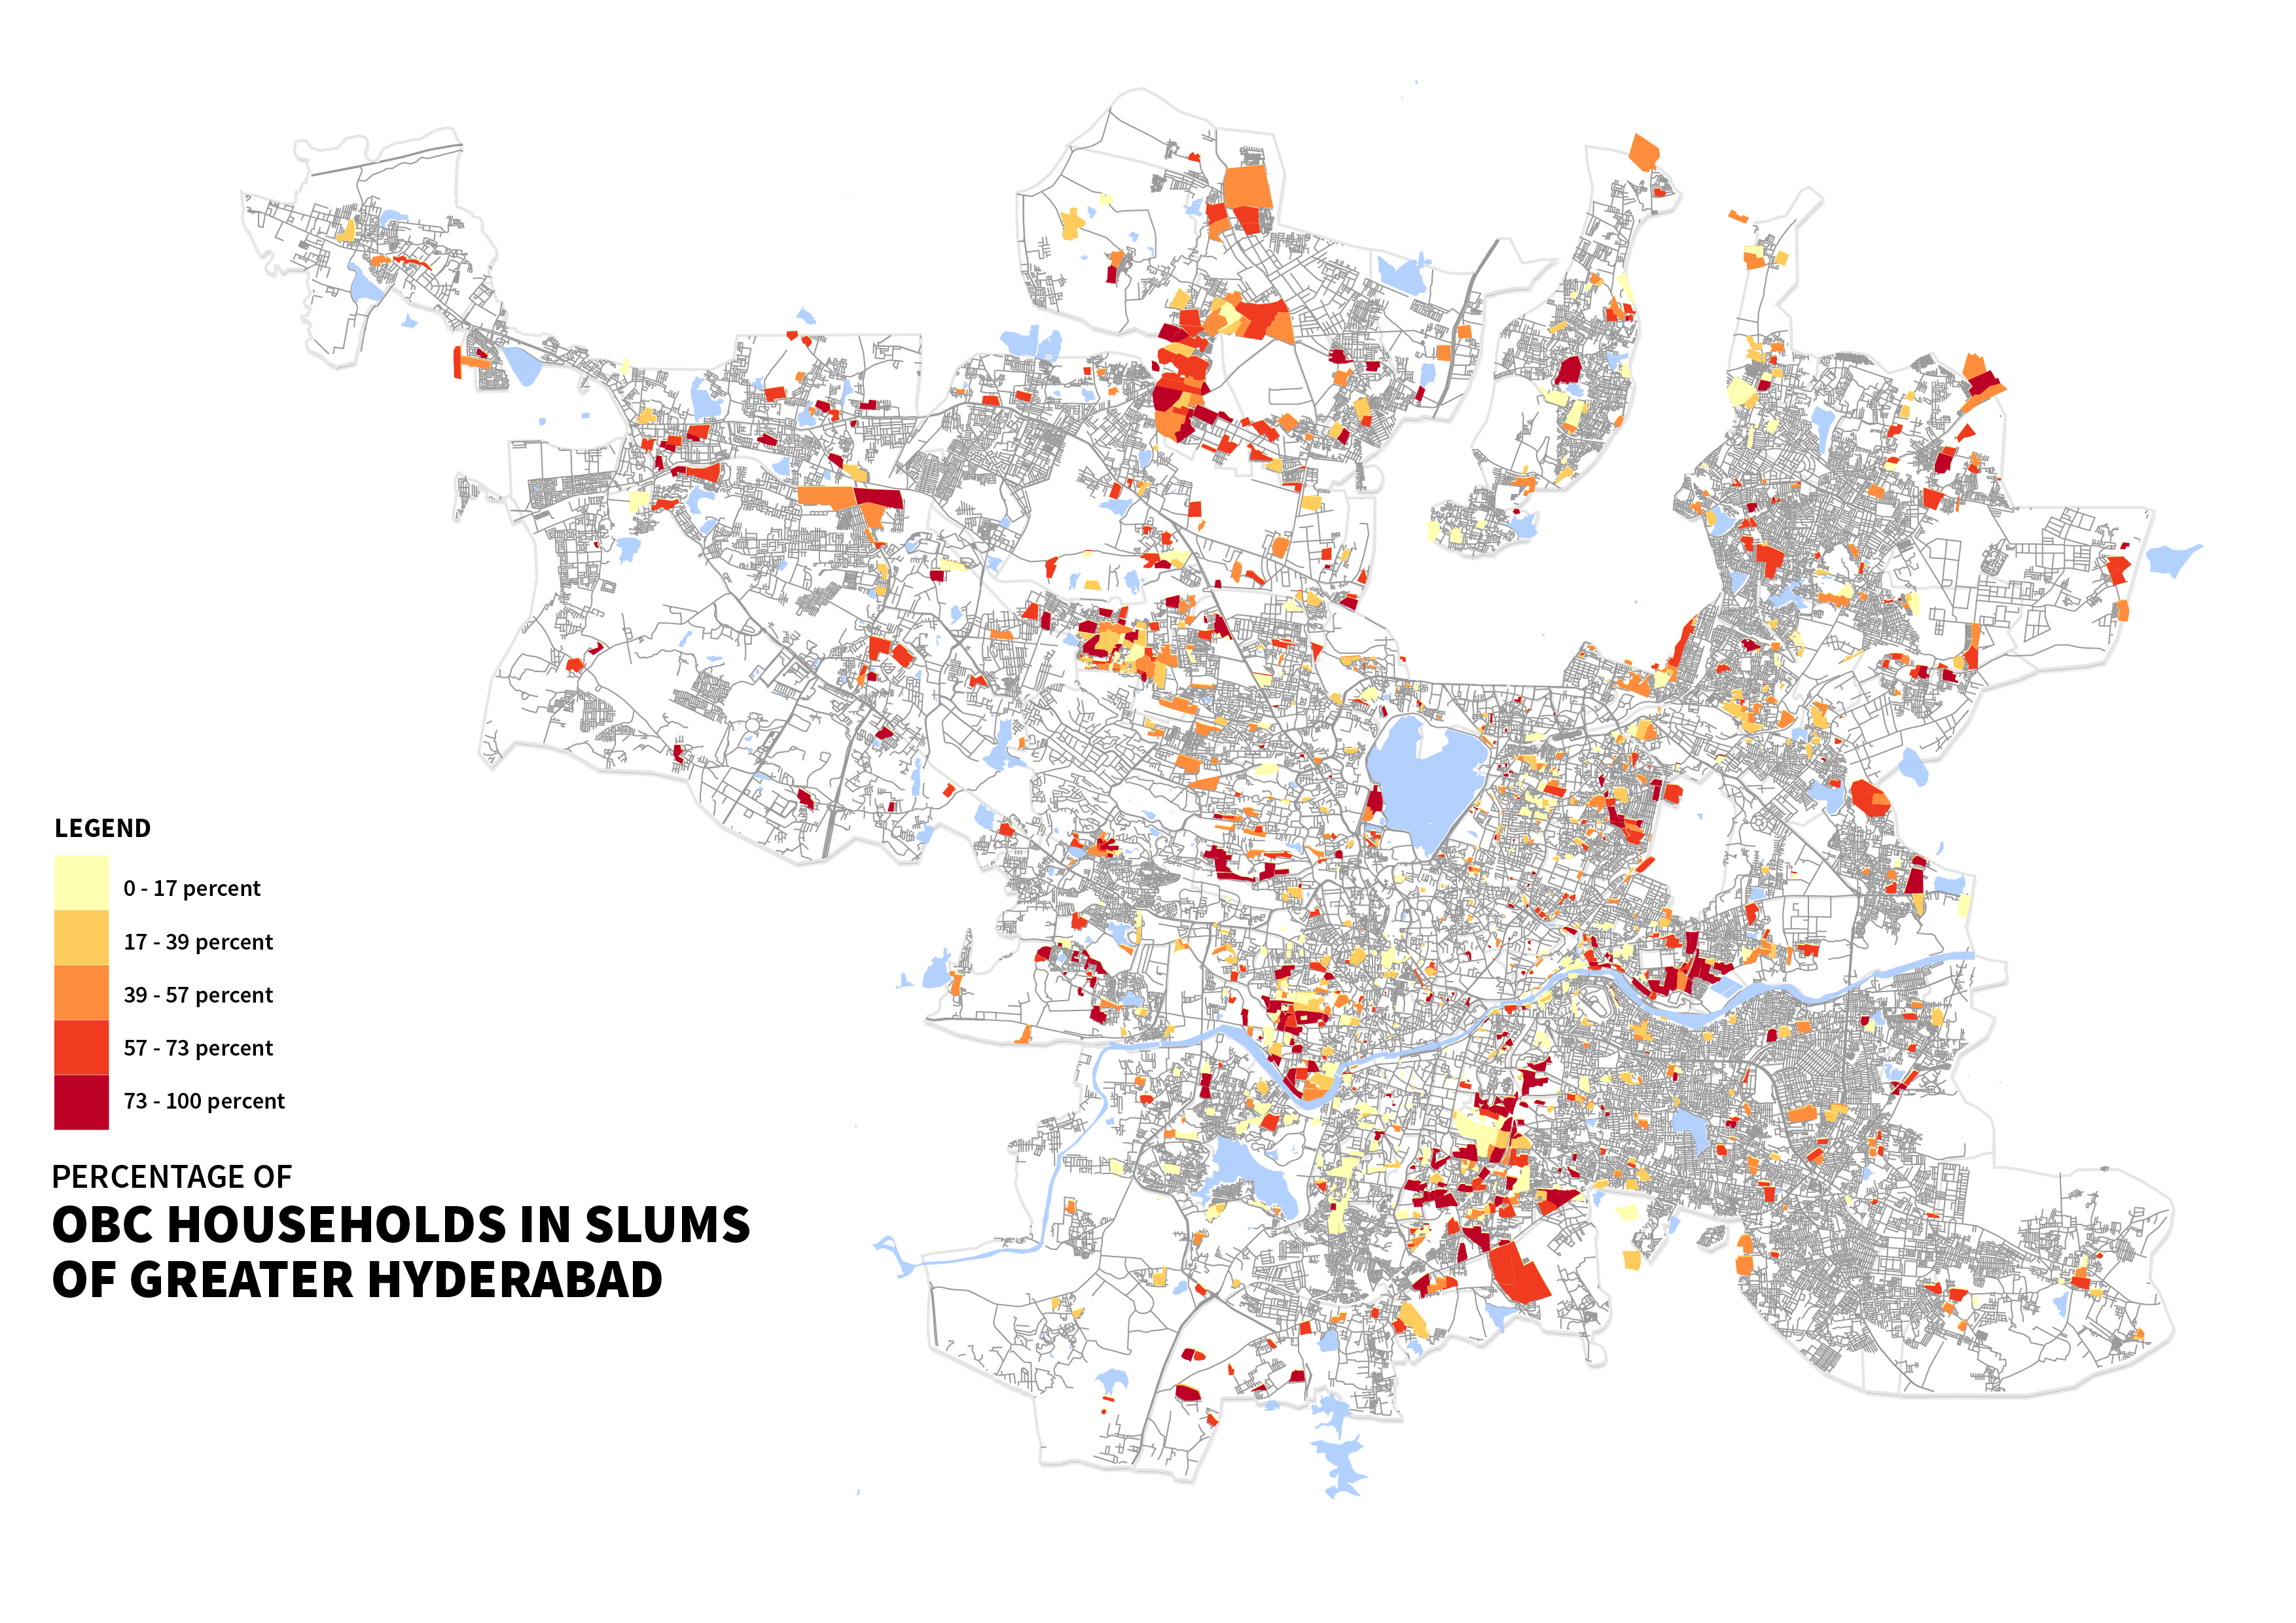 LEGEND
0 - 17 percent
17 - 39 percent
39 - 57 percent
57 - 73 percent
73 - 100 percent
PERCENTAGE OF
OBC HOUSEHOLDS IN SLUMS
OF GREATER HYDERABAD